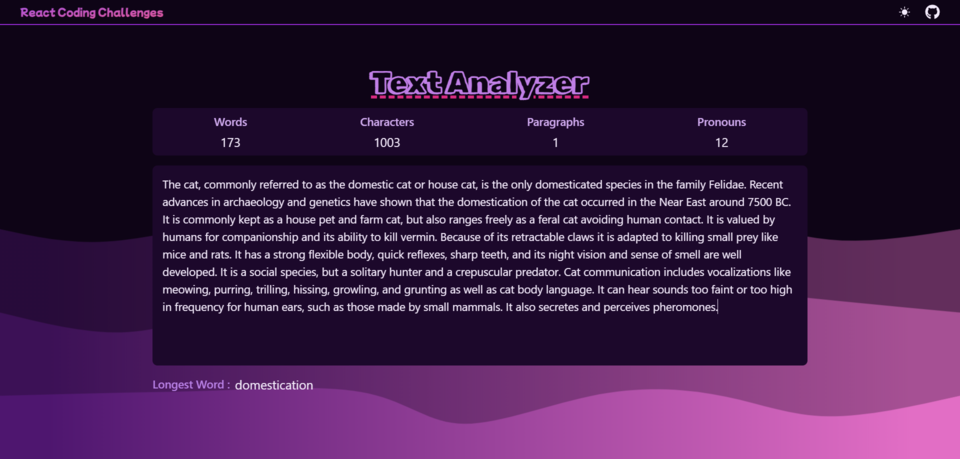 React Coding Challenges
Text Analyzer
Words Characters Paragraphs Pronouns
173 1003 1 12
The cat, commonly referred to as the domestic cat or house cat, is the only domesticated species in the family Felidae. Recent
advances in archaeology and genetics have shown that the domestication of the cat occurred in the Near East around 7500 BC.
It is commonly kept as a house pet and farm cat, but also ranges freely as a feral cat avoiding human contact. It is valued by
humans for companionship and its ability to kill vermin. Because of its retractable claws it is adapted to killing small prey like
mice and rats. It has a strong flexible body, quick reflexes, sharp teeth, and its night vision and sense of smell are well
developed. It is a social species, but a solitary hunter and a crepuscular predator. Cat communication includes vocalizations like
meowing, purring, trilling, hissing, growling, and grunting as well as cat body language. It can hear sounds too faint or too high
in frequency for human ears, such as those made by small mammals. It also secretes and perceives pheromones.
Longest Word : domestication